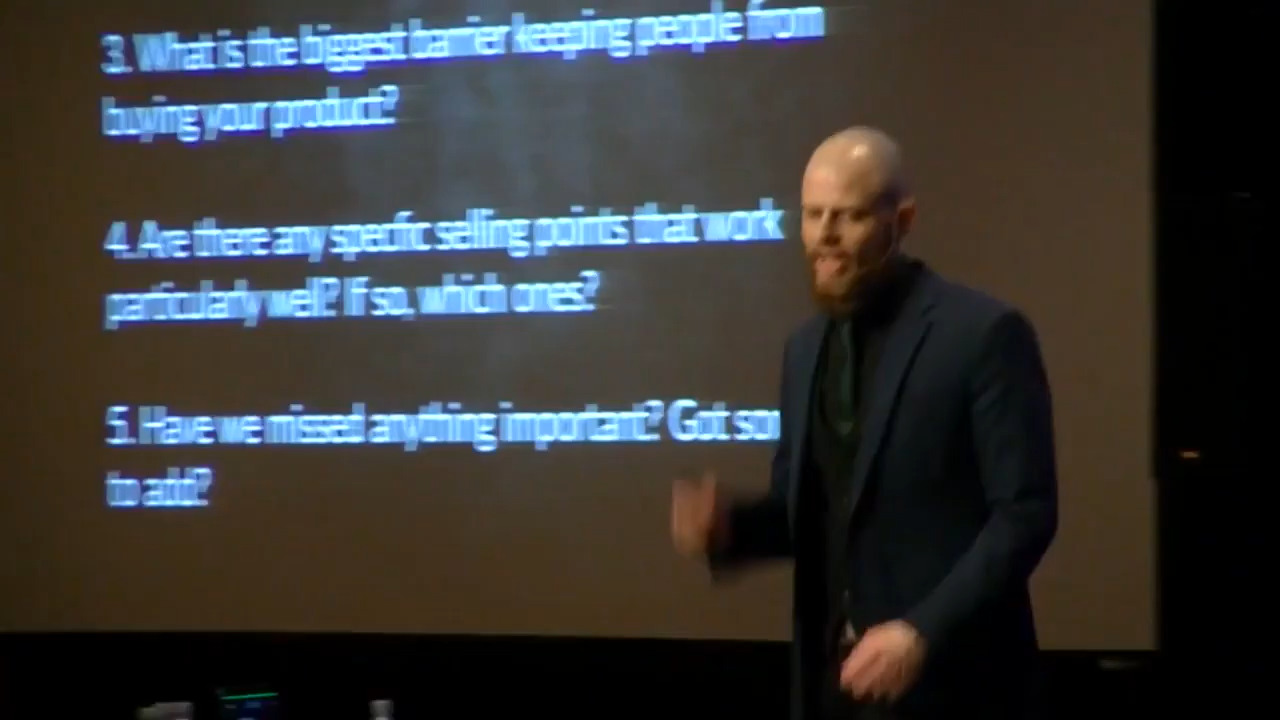 3. What is the biggest barrier keeping people from
buying your product?
4. Are there any specific selling points that work
particularly well? If so, which ones?
5. Have we missed anything important? Got som
to add?